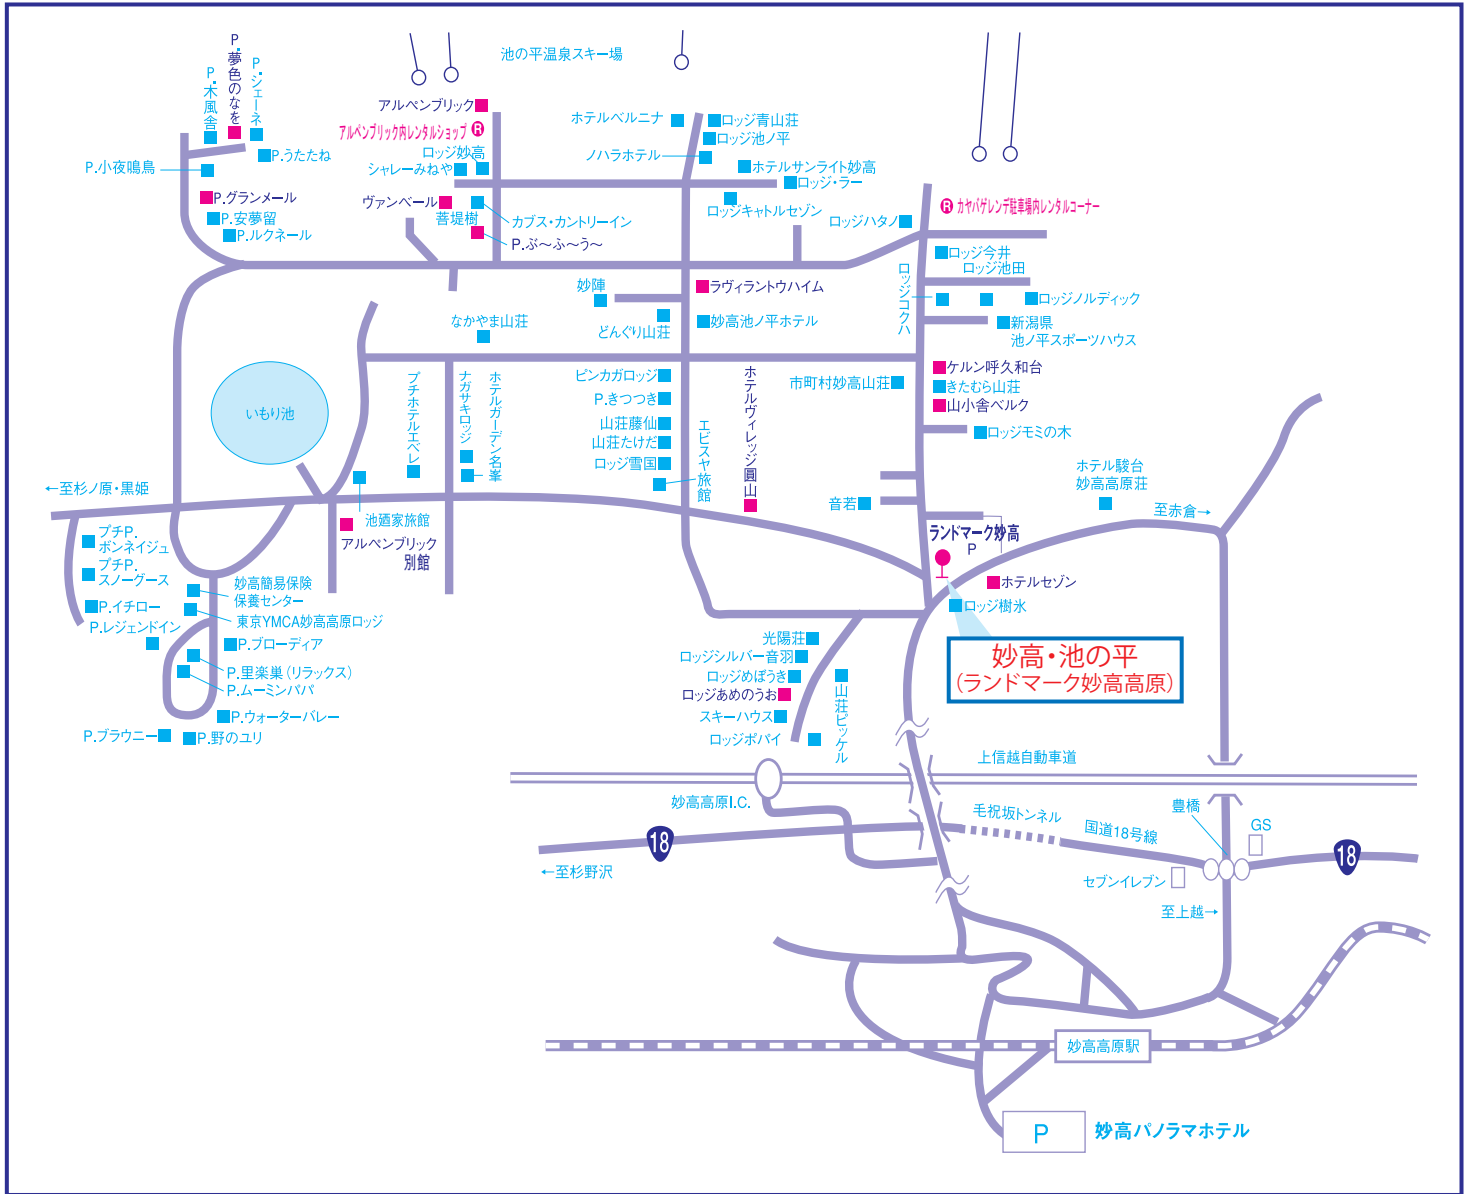 池の平温泉スキー場
P.夢色のなを
P.シェーネ
P.木風舎
P.うたたね
P.小夜鳴鳥
P.グランメール
P.安夢留
P.ルクネール
アルペンブリック
アルペンブリック内レンタルショップ R
ロッジ妙高
シャレーみねや
ヴァンベール
菩提樹
カブス・カントリーイン
P.ぶ〜ふ〜う〜
ホテルベルニナ
ロッジ青山荘
ロッジ池ノ平
ノハラホテル
ホテルサンライト妙高
ロッジ・ラー
ロッジキャトルセゾン
ロッジハタノ
R カヤバゲレンデ駐車場内レンタルコーナー
ロッジ今井
ロッジ池田
ロッジコクハ
ロッジノルディック
新潟県
池ノ平スポーツハウス
妙陣
ラヴィラントウハイム
どんぐり山荘
妙高池ノ平ホテル
なかやま山荘
いもり池
プチホテルエベレ
ナガサキロッジ
ホテルガーデン名峯
ピンカガロッジ
P.きつつき
山荘藤仙
山荘たけだ
ロッジ雪国
エビスヤ旅館
ホテルヴィレッジ圓山
市町村妙高山荘
ケルン呼久和台
きたむら山荘
山小舎ベルク
ロッジモミの木
ホテル駿台
妙高高原荘
音若
至赤倉→
←至杉ノ原・黒姫
池廼家旅館
アルペンブリック
別館
ランドマーク妙高
P
ホテルセゾン
ロッジ樹氷
妙高・池の平
(ランドマーク妙高高原)
プチP.
ボンネイジュ
プチP.
スノーグース
P.イチロー
P.レジェンドイン
妙高簡易保険
保養センター
東京YMCA妙高高原ロッジ
P.ブローディア
P.里楽巣(リラックス)
P.ムーミンパパ
P.ウォーターバレー
P.ブラウニー
P.野のユリ
光陽荘
ロッジシルバー音羽
ロッジめぼうき
ロッジあめのうお
スキーハウス
ロッジポパイ
山荘ピッケル
上信越自動車道
妙高高原I.C.
毛祝坂トンネル
国道18号線
豊橋
GS
18
18
←至杉野沢
セブンイレブン
至上越→
妙高高原駅
P
妙高パノラマホテル